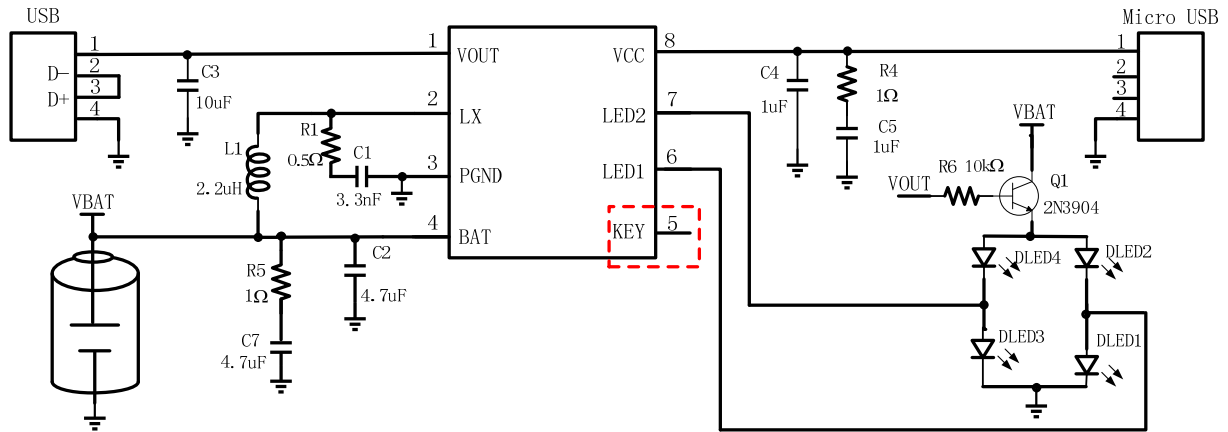 USB
Micro USB
1
D- 2
D+ 3
4
C3
10uF
1 VOUT
2 LX
3 PGND
4 BAT
VCC 8
LED2 7
LED1 6
KEY 5
R1
0.5Ω
C1
3.3nF
L1
2.2uH
VBAT
R5
1Ω
C2
4.7uF
C7
4.7uF
C4
1uF
R4
1Ω
C5
1uF
1
2
3
4
VBAT
R6 10kΩ
VOUT
Q1
2N3904
DLED4
DLED2
DLED3
DLED1